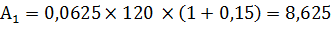 A₁ = 0,0625 × 120 × (1 + 0,15) = 8,625